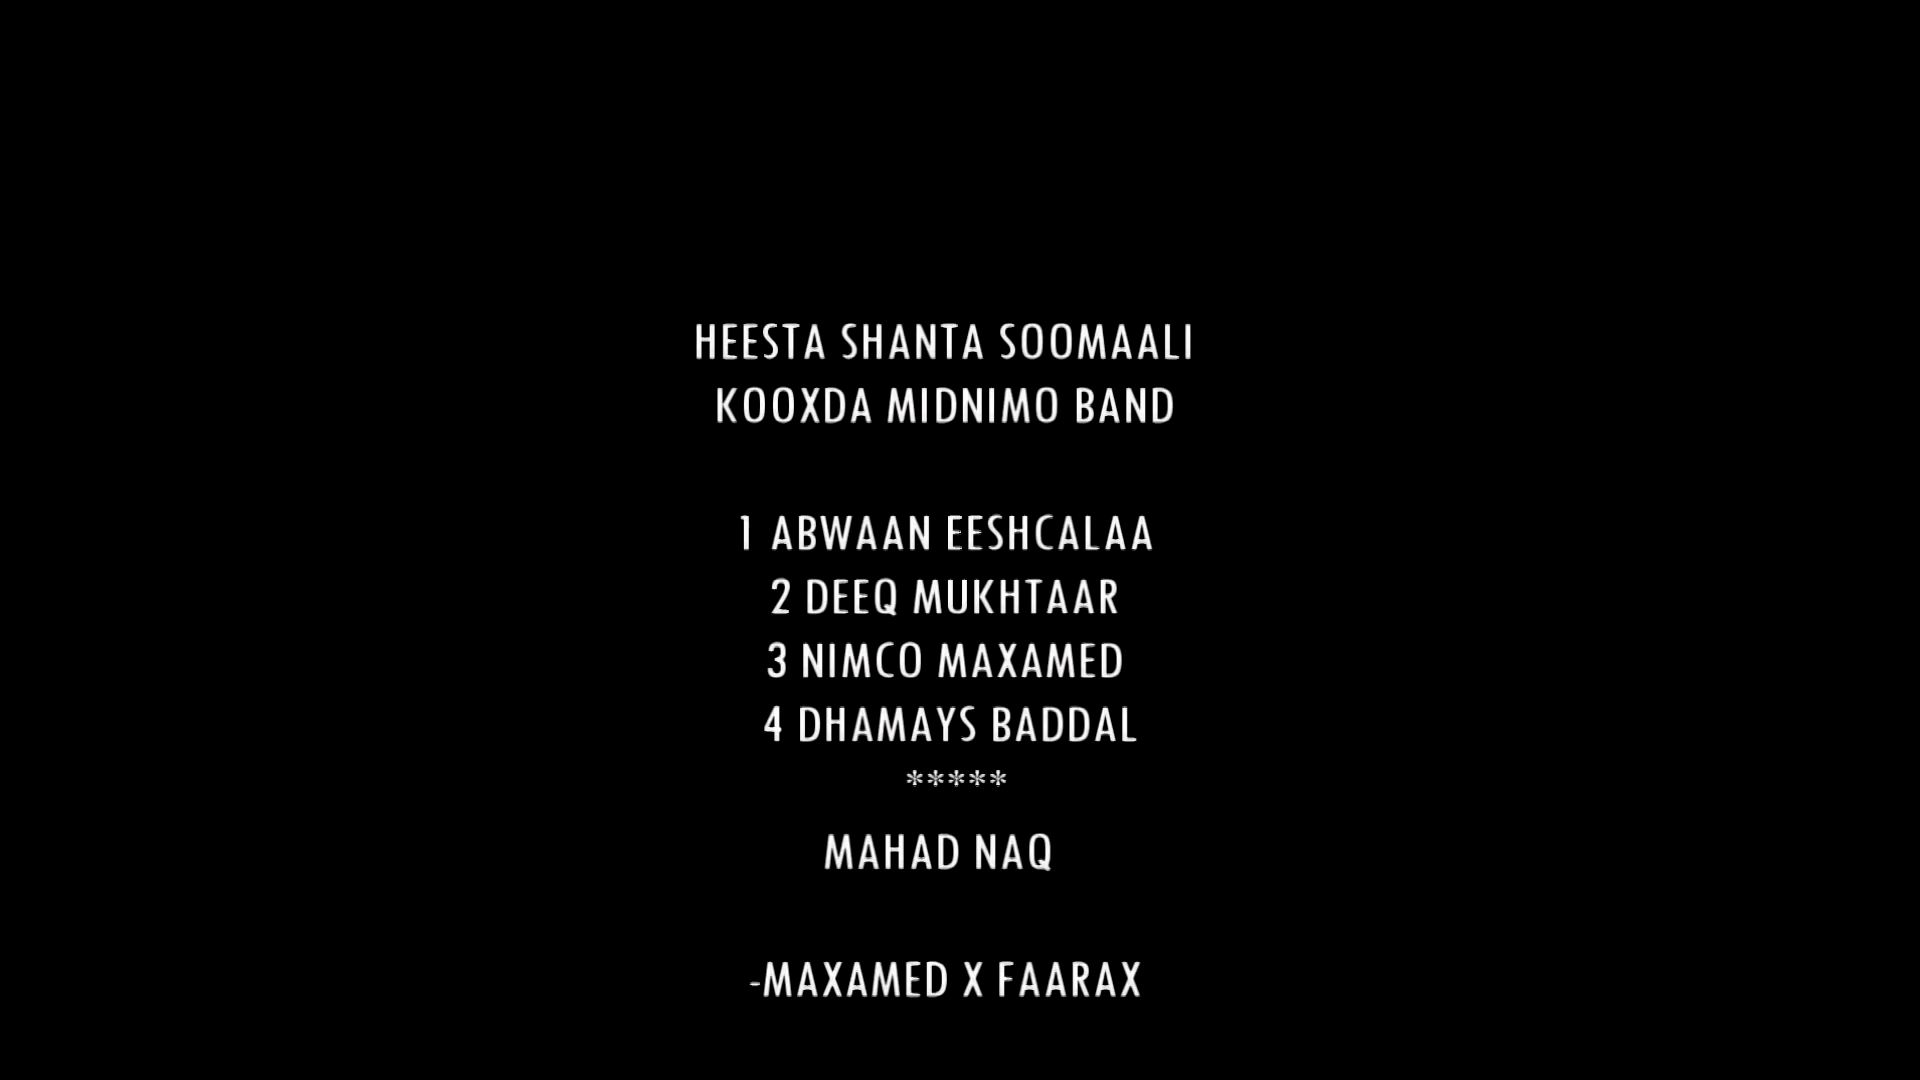 HEESTA SHANTA SOOMAALI
KOOXDA MIDNIMO BAND
1 ABWAAN EESHCALAA
2 DEEQ MUKHTAAR
3 NIMCO MAXAMED
4 DHAMAYS BADDAL
*****
MAHAD NAQ
-MAXAMED X FAARAX